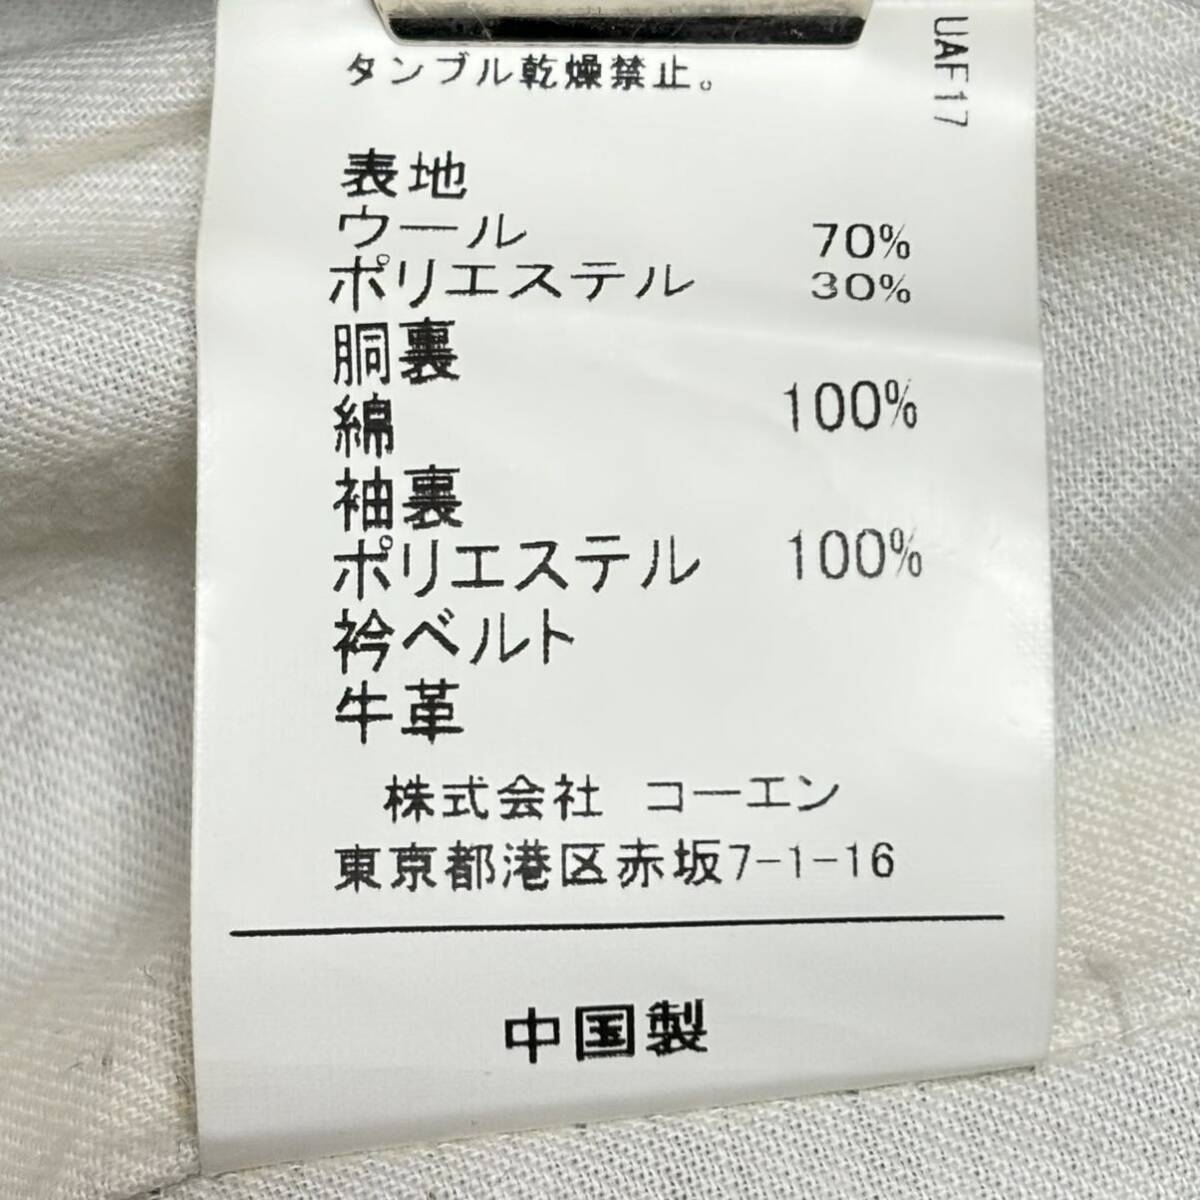 タンブル乾燥禁止。
UAF17
表地
ウール 70%
ポリエステル 30%
胴裏
綿 100%
袖裏
ポリエステル 100%
衿ベルト
牛革
株式会社 コーエン
東京都港区赤坂7-1-16
中国製